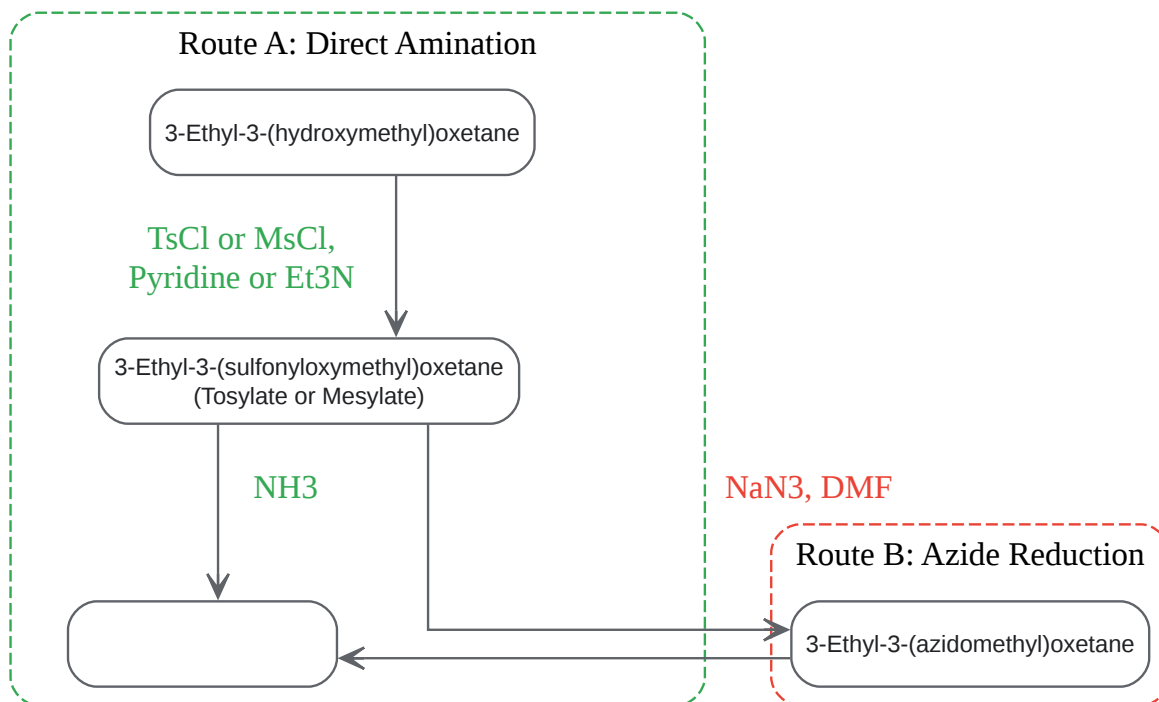 Route A: Direct Amination
3-Ethyl-3-(hydroxymethyl)oxetane
TsCl or MsCl,
Pyridine or Et3N
3-Ethyl-3-(sulfonyloxymethyl)oxetane
(Tosylate or Mesylate)
NH3
NaN3, DMF
Route B: Azide Reduction
3-Ethyl-3-(azidomethyl)oxetane